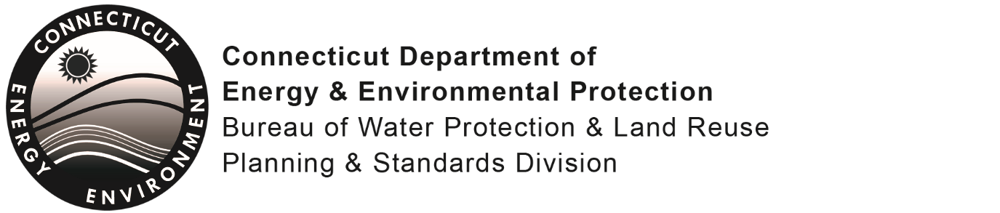 CONNECTICUT
ENERGY
ENVIRONMENT
Connecticut Department of
Energy & Environmental Protection
Bureau of Water Protection & Land Reuse
Planning & Standards Division